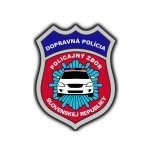 DOPRAVNÁ POLÍCIA
POLICAJNÝ ZBOR
SLOVENSKEJ REPUBLIKY